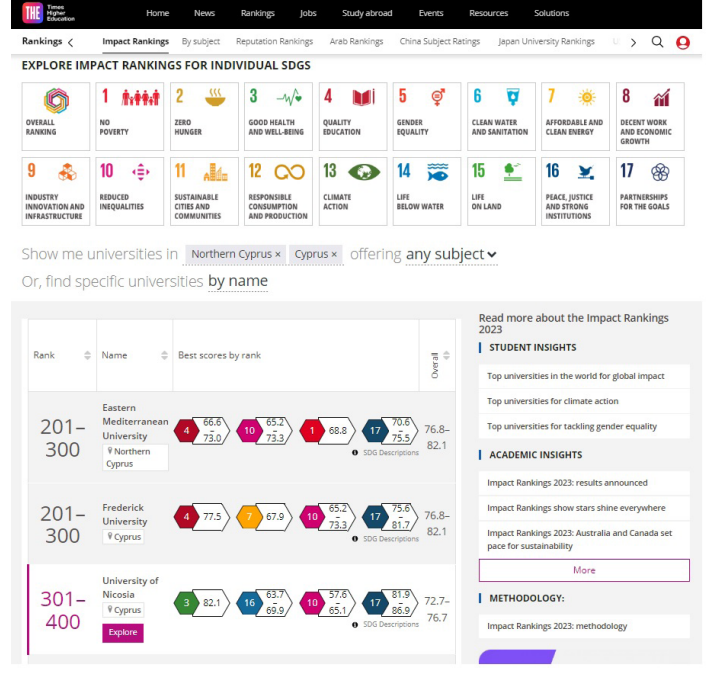 THE Times
Higher
Education
Home News Rankings Jobs Study abroad Events Resources Solutions
Rankings Impact Rankings By subject Reputation Rankings Arab Rankings China Subject Ratings Japan University Rankings
EXPLORE IMPACT RANKINGS FOR INDIVIDUAL SDGS
OVERALL
RANKING
1
NO
POVERTY
2
ZERO
HUNGER
3
GOOD HEALTH
AND WELL-BEING
4
QUALITY
EDUCATION
5
GENDER
EQUALITY
6
CLEAN WATER
AND SANITATION
7
AFFORDABLE AND
CLEAN ENERGY
8
DECENT WORK
AND ECONOMIC
GROWTH
9
INDUSTRY
INNOVATION AND
INFRASTRUCTURE
10
REDUCED
INEQUALITIES
11
SUSTAINABLE
CITIES AND
COMMUNITIES
12
RESPONSIBLE
CONSUMPTION
AND PRODUCTION
13
CLIMATE
ACTION
14
LIFE
BELOW WATER
15
LIFE
ON LAND
16
PEACE, JUSTICE
AND STRONG
INSTITUTIONS
17
PARTNERSHIPS
FOR THE GOALS
Show me universities in Northern Cyprus × Cyprus × offering any subject
Or, find specific universities by name
Rank Name Best scores by rank Overall
201–
300
Eastern
Mediterranean
University
Northern
Cyprus
4 66.6
–
73.0
10 65.2
–
73.3
1 68.8
17 70.6
–
75.5
SDG Descriptions
76.8–
82.1
201–
300
Frederick
University
Cyprus
4 77.5
7 67.9
10 65.2
–
73.3
17 75.6
–
81.7
SDG Descriptions
76.8–
82.1
301–
400
University of
Nicosia
Cyprus
Explore
3 82.1
16 63.7
–
69.9
10 57.6
–
65.1
17 81.9
–
86.9
SDG Descriptions
72.7–
76.7
Read more about the Impact Rankings
2023
STUDENT INSIGHTS
Top universities in the world for global impact
Top universities for climate action
Top universities for tackling gender equality
ACADEMIC INSIGHTS
Impact Rankings 2023: results announced
Impact Rankings show stars shine everywhere
Impact Rankings 2023: Australia and Canada set
pace for sustainability
More
METHODOLOGY:
Impact Rankings 2023: methodology